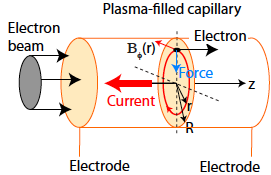 Plasma-filled capillary
Electron
beam
Bϕ(r)
Electron
Force
z
Current
r
R
Electrode
Electrode